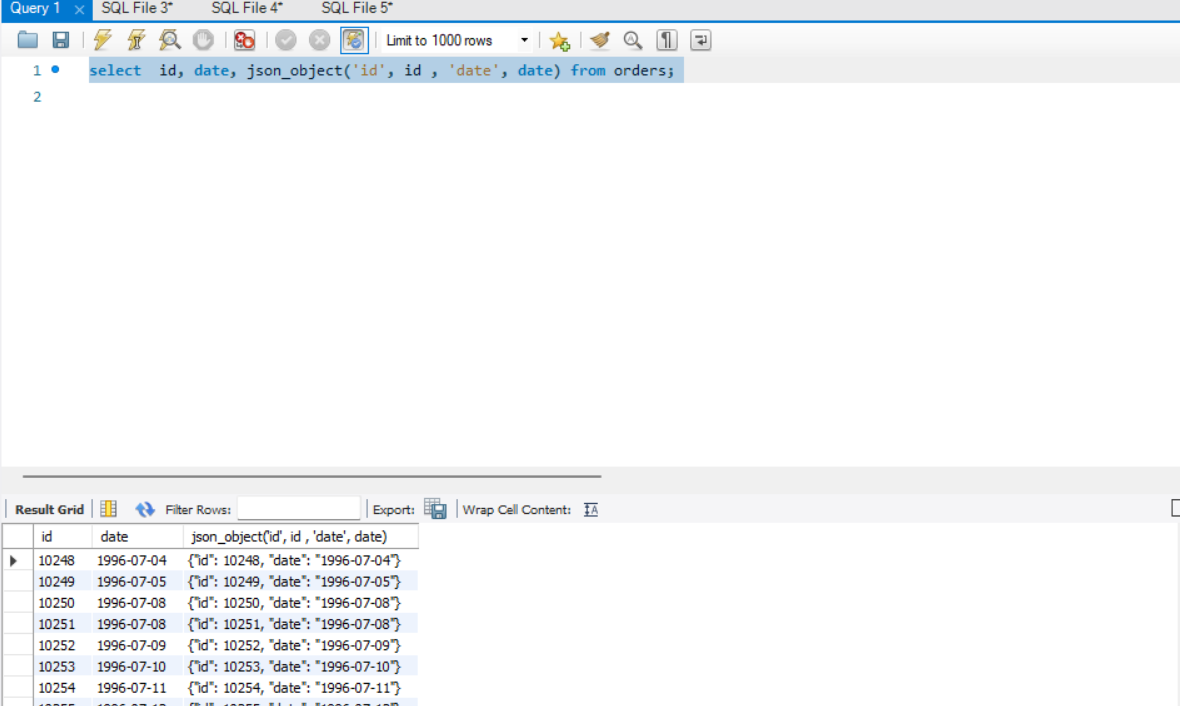 Query 1 × SQL File 3* SQL File 4* SQL File 5*
Limit to 1000 rows
1 select id, date, json_object('id', id , 'date', date) from orders;
2
Result Grid Filter Rows: Export: Wrap Cell Content:
id date json_object('id', id , 'date', date)
10248 1996-07-04 {"id": 10248, "date": "1996-07-04"}
10249 1996-07-05 {"id": 10249, "date": "1996-07-05"}
10250 1996-07-08 {"id": 10250, "date": "1996-07-08"}
10251 1996-07-08 {"id": 10251, "date": "1996-07-08"}
10252 1996-07-09 {"id": 10252, "date": "1996-07-09"}
10253 1996-07-10 {"id": 10253, "date": "1996-07-10"}
10254 1996-07-11 {"id": 10254, "date": "1996-07-11"}